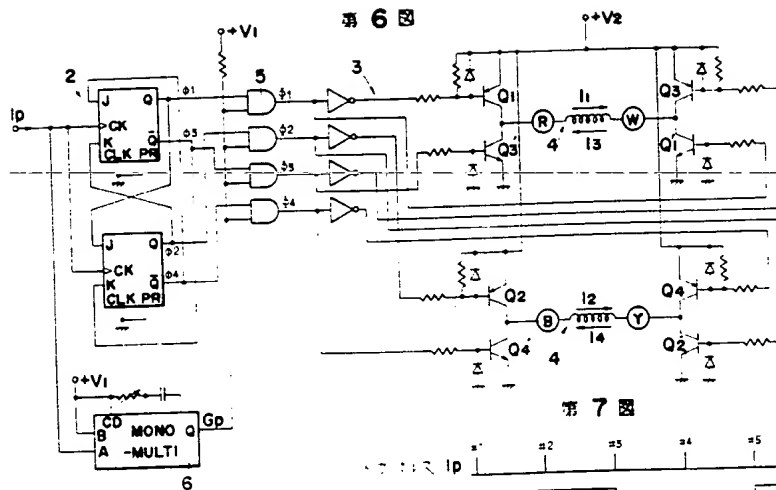 第6図
+V1
+V2
2
5
3
J Q φ1
φ1
Ip
CK
K Q̄ φ3
CLK PR
φ2
φ3
φ4
Q1
R
I1
4'
I3
W
Q3
Q3'
Q1
J Q
φ2
CK
K Q̄ φ4
CLK PR
Q2
B
I2
4
I4
Y
Q4
Q4'
Q2
+V1
CD
B MONO Q
A -MULTI
Gp
6
第7図
Ip
#1 #2 #3 #4 #5